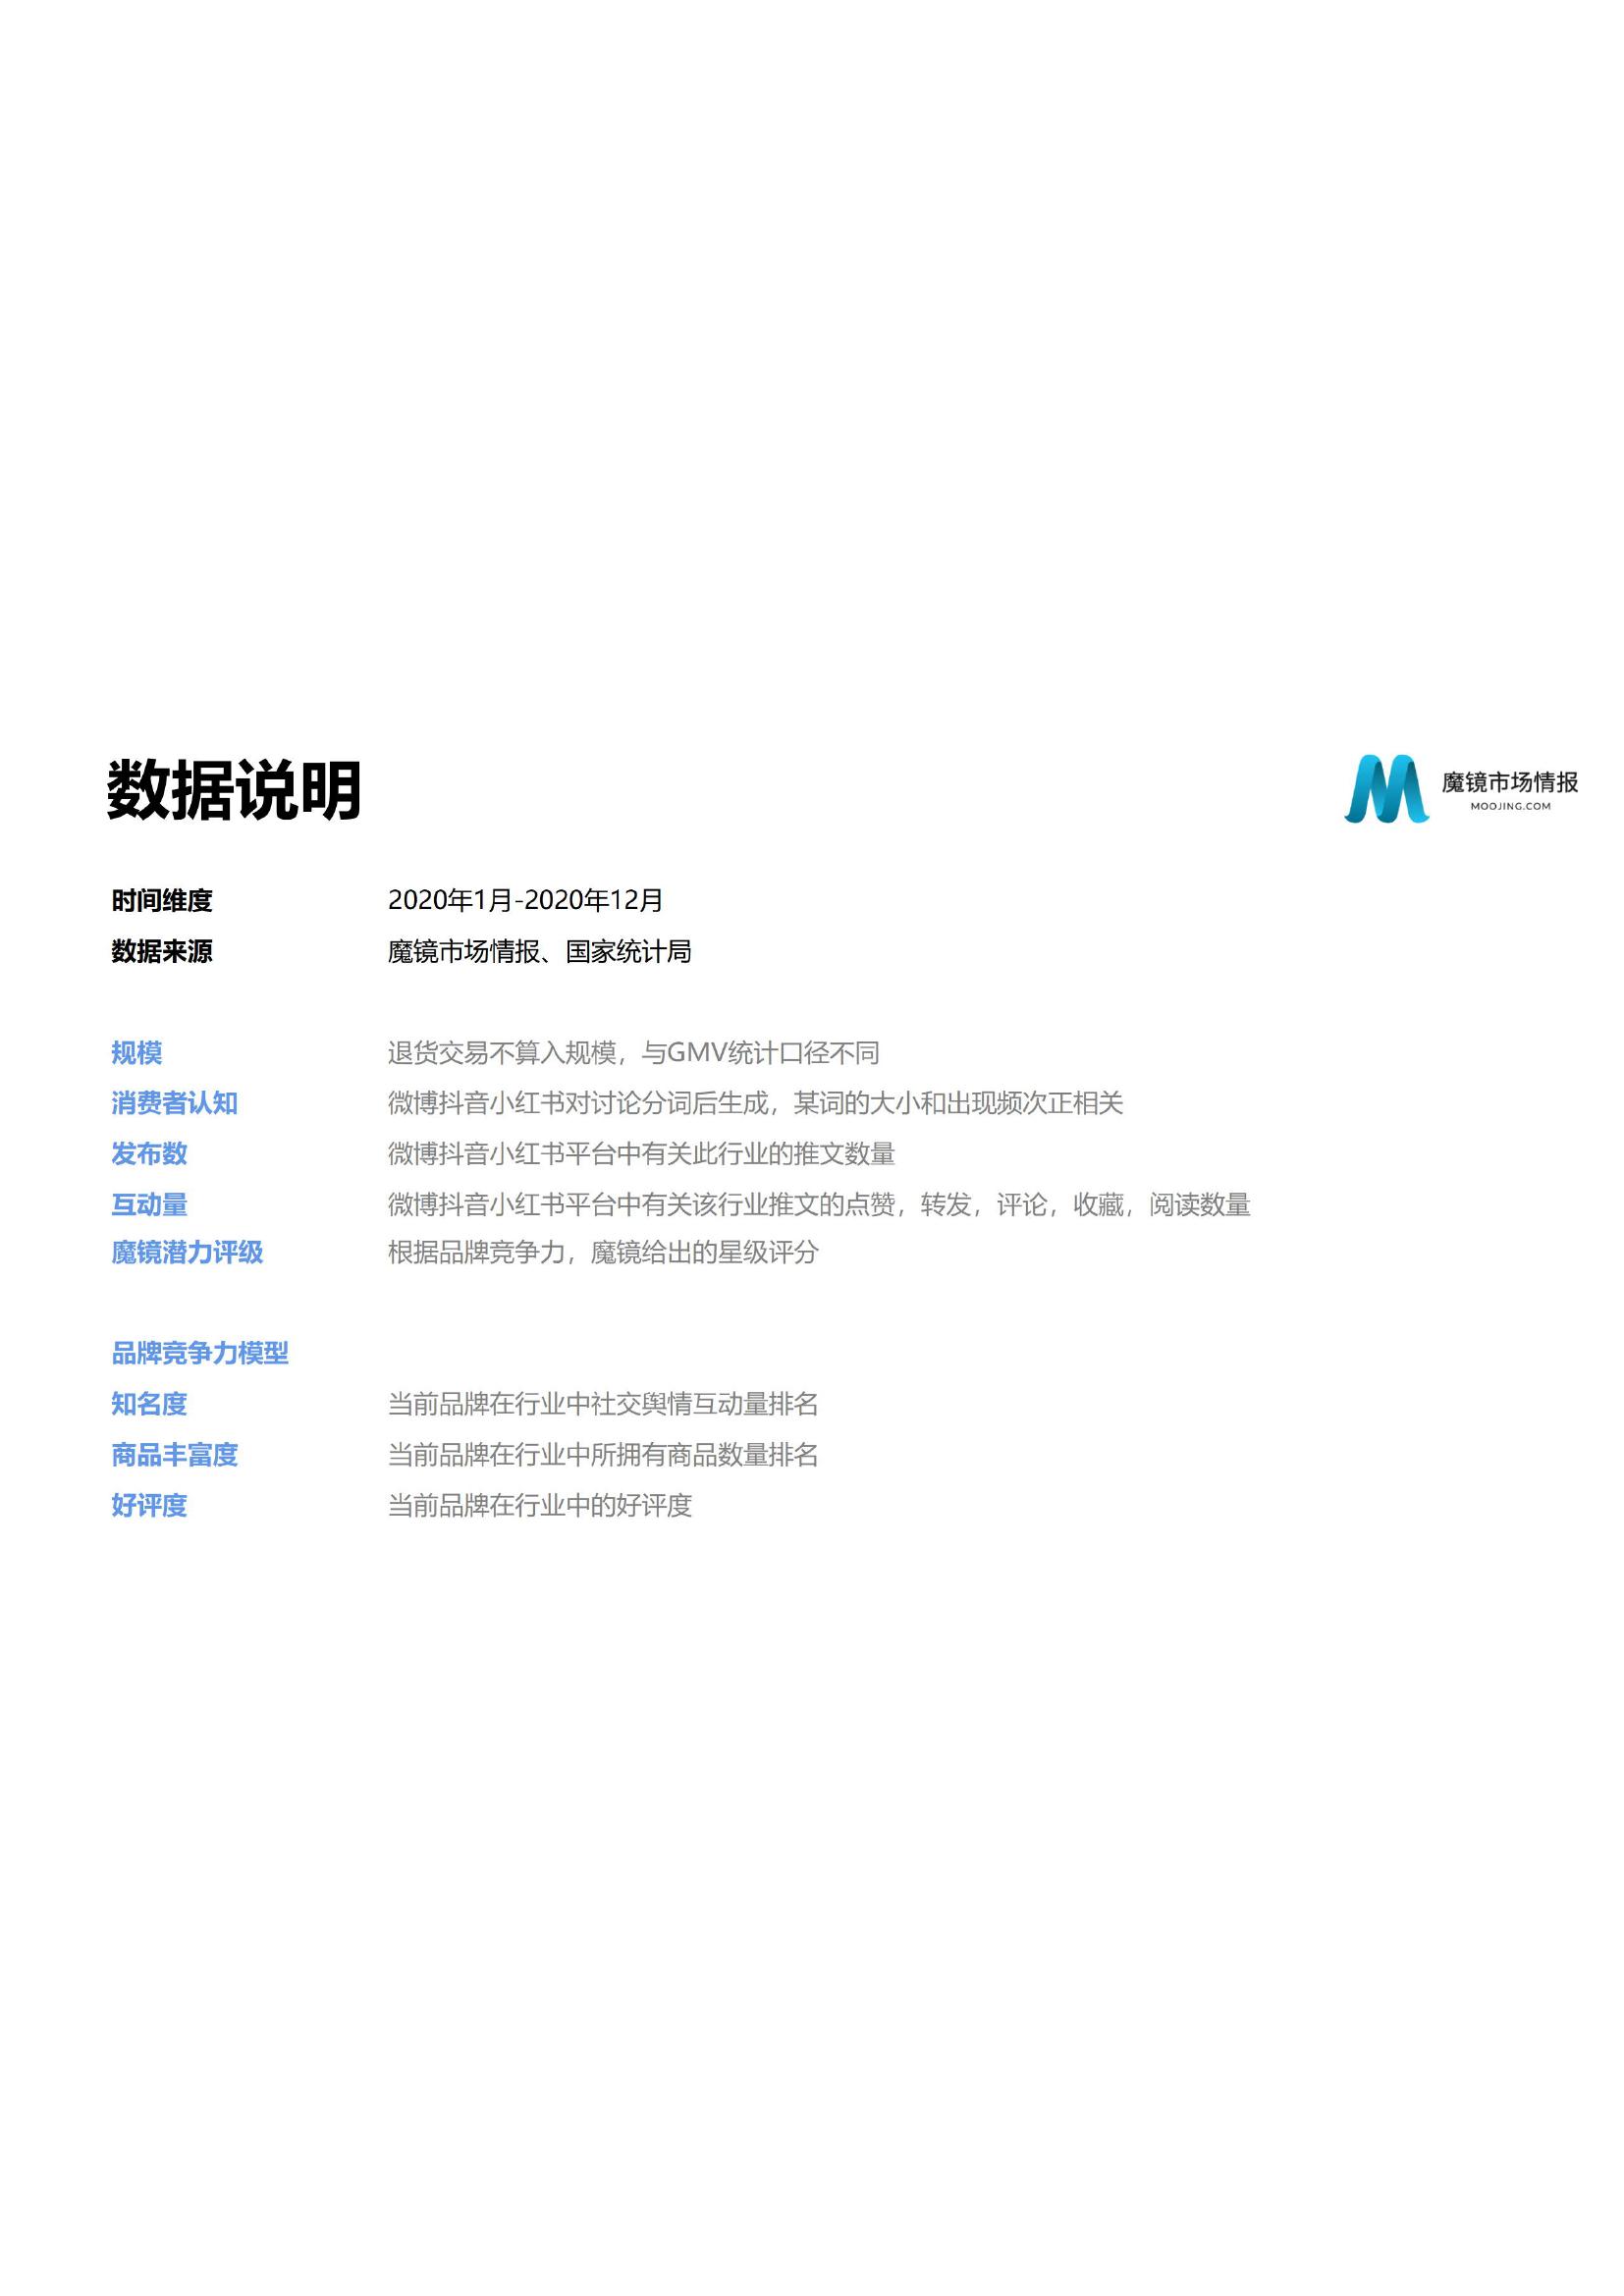 数据说明
魔镜市场情报
MOOJING.COM
时间维度 2020年1月-2020年12月
数据来源 魔镜市场情报、国家统计局
规模 退货交易不算入规模，与GMV统计口径不同
消费者认知 微博抖音小红书对讨论分词后生成，某词的大小和出现频次正相关
发布数 微博抖音小红书平台中有关此行业的推文数量
互动量 微博抖音小红书平台中有关该行业推文的点赞，转发，评论，收藏，阅读数量
魔镜潜力评级 根据品牌竞争力，魔镜给出的星级评分
品牌竞争力模型
知名度 当前品牌在行业中社交舆情互动量排名
商品丰富度 当前品牌在行业中所拥有商品数量排名
好评度 当前品牌在行业中的好评度